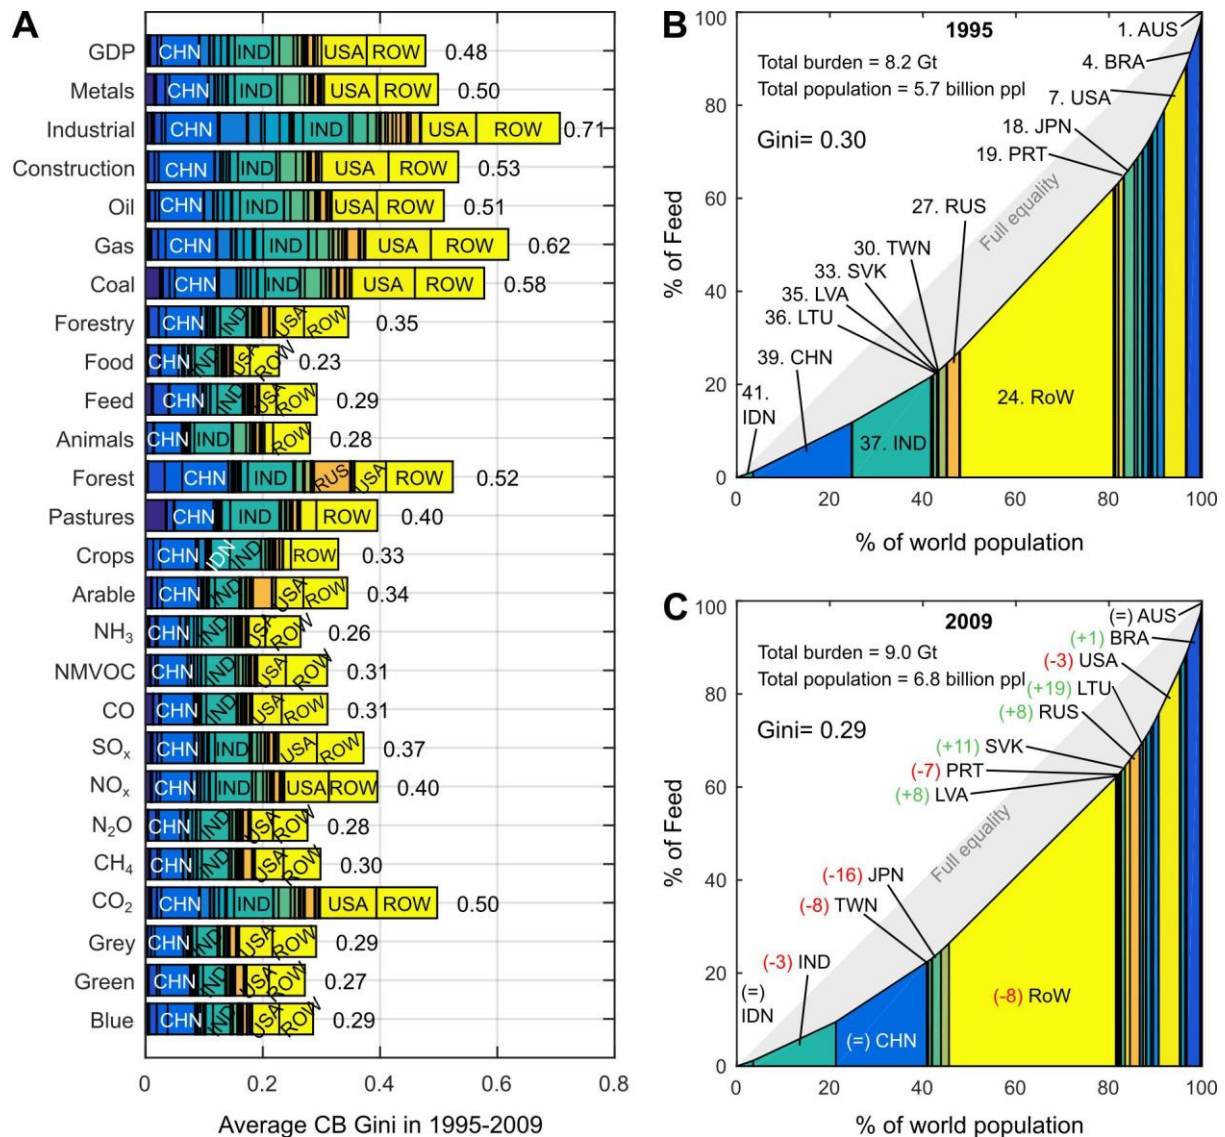 A
GDP CHN IND USA ROW 0.48
Metals CHN IND USA ROW 0.50
Industrial CHN IND USA ROW 0.71
Construction CHN IND USA ROW 0.53
Oil CHN IND USA ROW 0.51
Gas CHN IND USA ROW 0.62
Coal CHN IND USA ROW 0.58
Forestry CHN IND USA ROW 0.35
Food CHN IND USA ROW 0.23
Feed CHN IND USA ROW 0.29
Animals CHN IND ROW 0.28
Forest CHN IND RUS USA ROW 0.52
Pastures CHN IND ROW 0.40
Crops CHN IDN IND ROW 0.33
Arable CHN IND USA ROW 0.34
NH3 CHN IND USA ROW 0.26
NMVOC CHN IND USA ROW 0.31
CO CHN IND USA ROW 0.31
SOx CHN IND USA ROW 0.37
NOx CHN IND USA ROW 0.40
N2O CHN IND USA ROW 0.28
CH4 CHN IND USA ROW 0.30
CO2 CHN IND USA ROW 0.50
Grey CHN IND USA ROW 0.29
Green CHN IND USA ROW 0.27
Blue CHN IND USA ROW 0.29
0 0.2 0.4 0.6 0.8
Average CB Gini in 1995-2009
B
1995
Total burden = 8.2 Gt
Total population = 5.7 billion ppl
Gini= 0.30
1. AUS
4. BRA
7. USA
18. JPN
19. PRT
27. RUS
30. TWN
33. SVK
35. LVA
36. LTU
39. CHN
41.
IDN
37. IND
24. RoW
Full equality
% of Feed
100
80
60
40
20
0
0 20 40 60 80 100
% of world population
C
2009
Total burden = 9.0 Gt
Total population = 6.8 billion ppl
Gini= 0.29
(=) AUS
(+1) BRA
(-3) USA
(+19) LTU
(+8) RUS
(+11) SVK
(-7) PRT
(+8) LVA
(-16) JPN
(-8) TWN
(-3) IND
(=)
IDN
(=) CHN
(-8) RoW
Full equality
% of Feed
100
80
60
40
20
0
0 20 40 60 80 100
% of world population